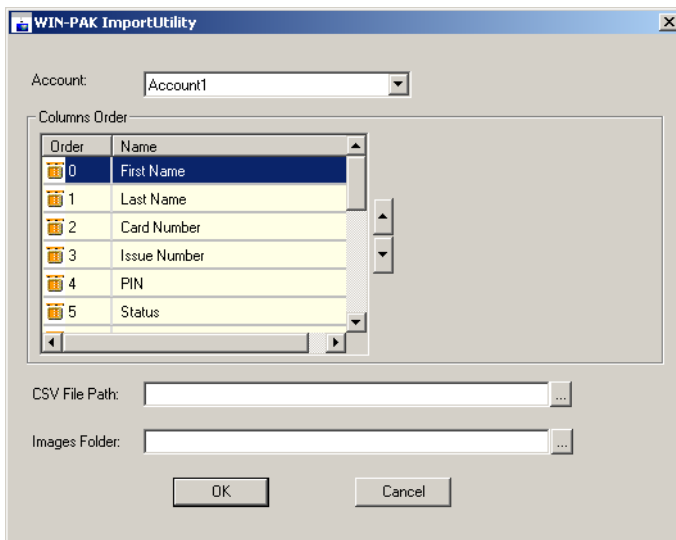 WIN-PAK ImportUtility
Account: Account1
Columns Order
Order Name
0 First Name
1 Last Name
2 Card Number
3 Issue Number
4 PIN
5 Status
CSV File Path: ...
Images Folder: ...
OK Cancel